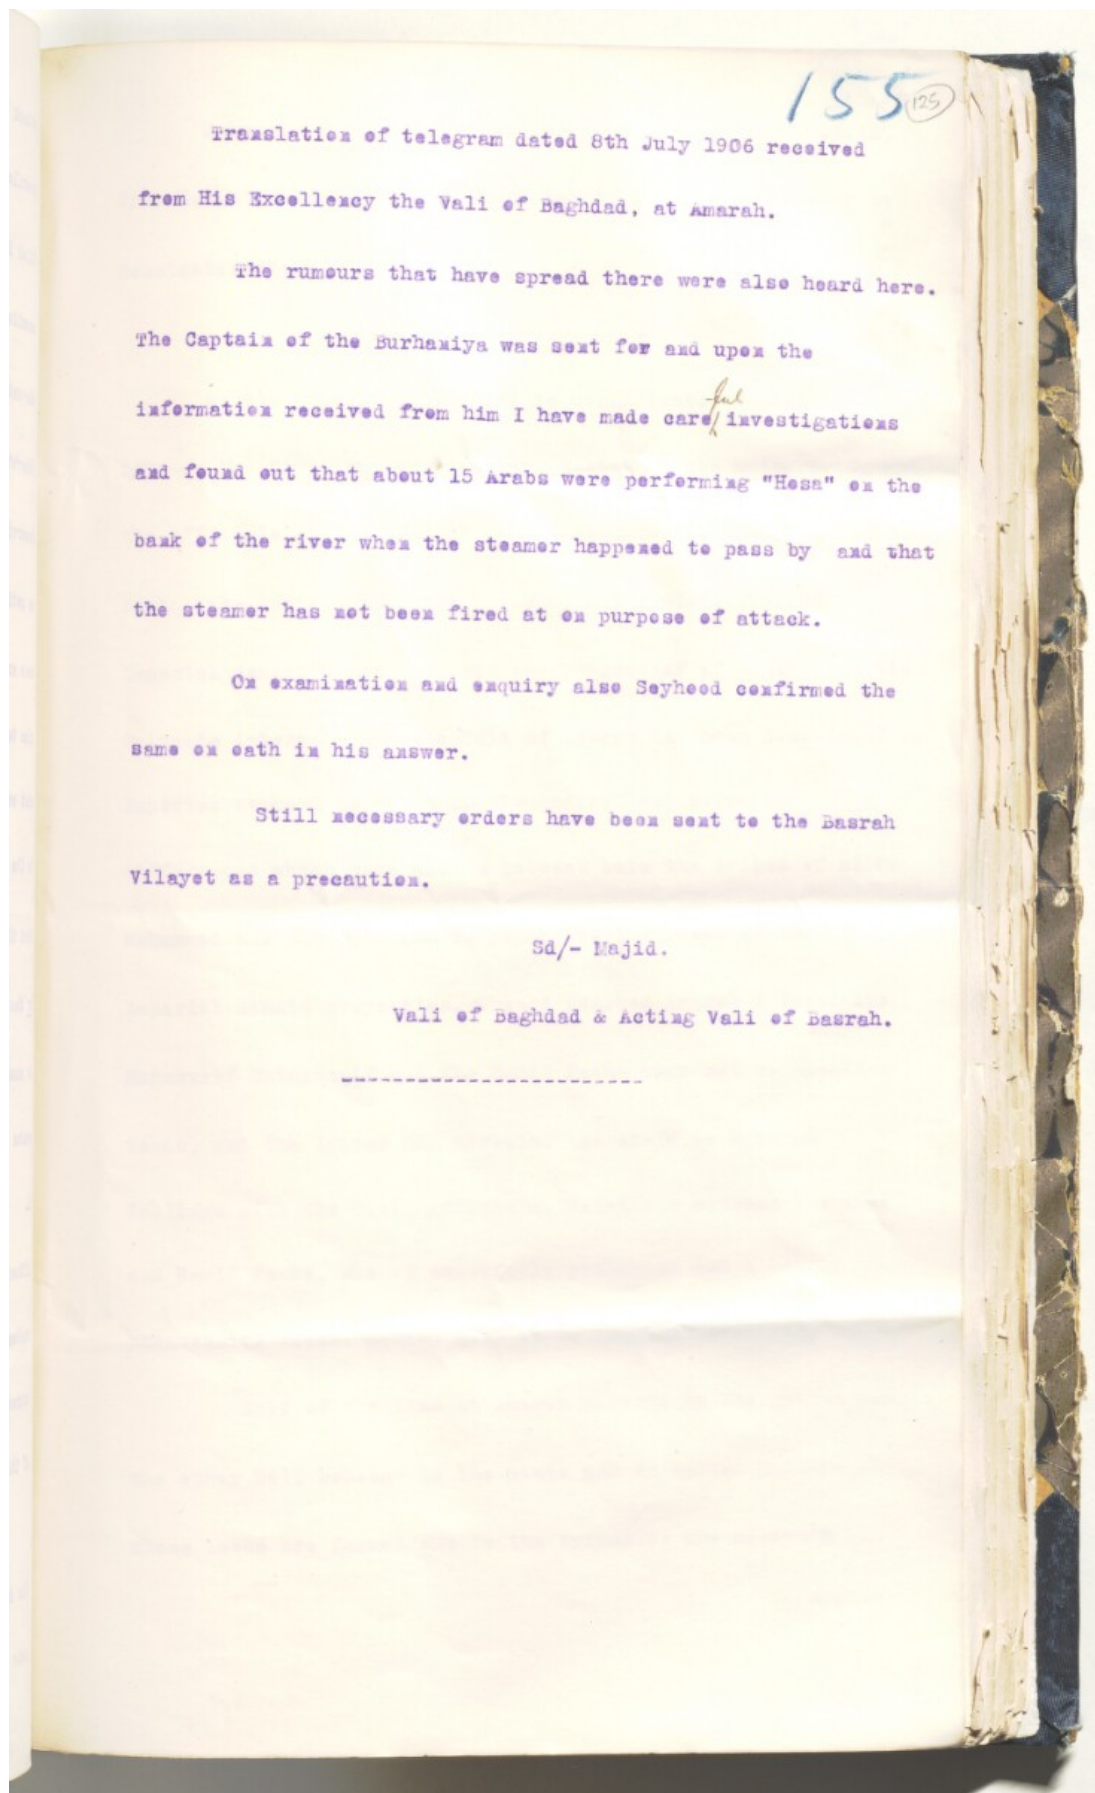 155
125
Translation of telegram dated 8th July 1906 received
from His Excellency the Vali of Baghdad, at Amarah.
The rumours that have spread there were also heard here.
The Captain of the Burhaniya was sent for and upon the
ful
information received from him I have made care investigations
and found out that about 15 Arabs were performing "Hosa" on the
bank of the river when the steamer happened to pass by and that
the steamer has not been fired at on purpose of attack.
On examination and enquiry also Seyhood confirmed the
same on oath in his answer.
Still necessary orders have been sent to the Basrah
Vilayet as a precaution.
Sd/- Majid.
Vali of Baghdad & Acting Vali of Basrah.